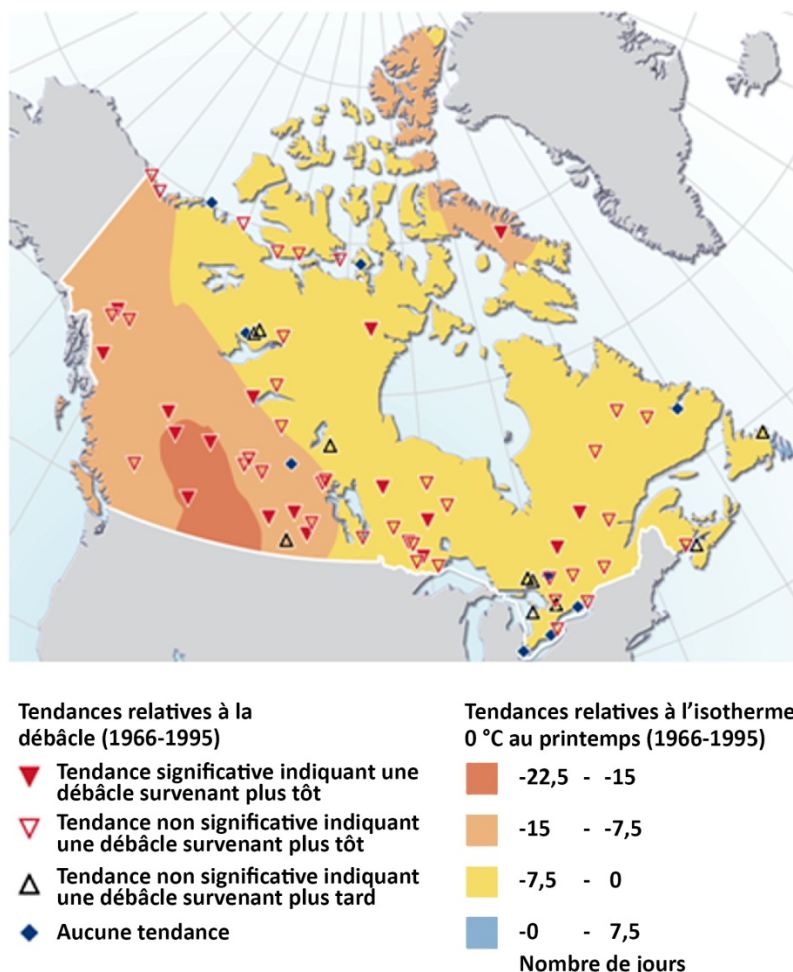 Tendances relatives à la
débâcle (1966-1995)
Tendance significative indiquant une
débâcle survenant plus tôt
Tendance non significative indiquant
une débâcle survenant plus tôt
Tendance non significative indiquant
une débâcle survenant plus tard
Aucune tendance
Tendances relatives à l’isotherme
0 °C au printemps (1966-1995)
-22,5 - -15
-15 - -7,5
-7,5 - 0
-0 - 7,5
Nombre de jours